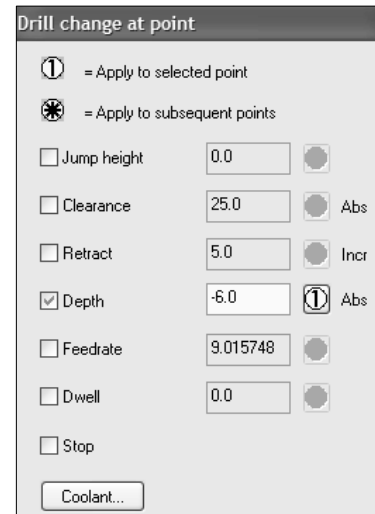 Drill change at point
1 = Apply to selected point
= Apply to subsequent points
Jump height 0.0
Clearance 25.0 Abs
Retract 5.0 Incr
Depth -6.0 1 Abs
Feedrate 9.015748
Dwell 0.0
Stop
Coolant...